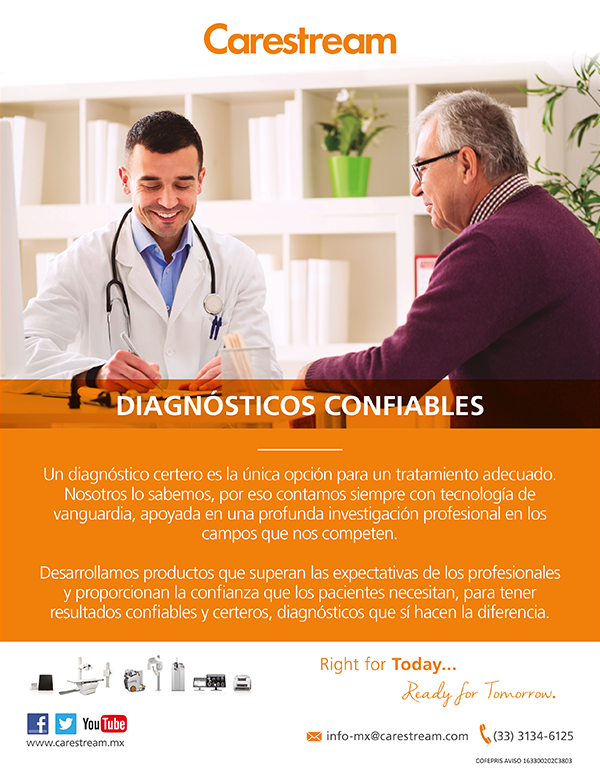 Carestream
DIAGNÓSTICOS CONFIABLES
Un diagnóstico certero es la única opción para un tratamiento adecuado.
Nosotros lo sabemos, por eso contamos siempre con tecnología de
vanguardia, apoyada en una profunda investigación profesional en los
campos que nos competen.
Desarrollamos productos que superan las expectativas de los profesionales
y proporcionan la confianza que los pacientes necesitan, para tener
resultados confiables y certeros, diagnósticos que sí hacen la diferencia.
Right for Today...
Ready for Tomorrow.
YouTube
www.carestream.mx
info-mx@carestream.com (33) 3134-6125
COFEPRIS AVISO 163300202C3803